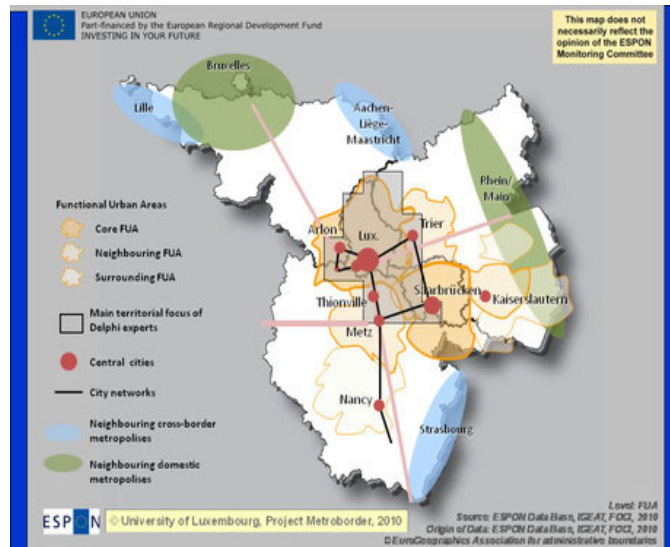 EUROPEAN UNION
Part-financed by the European Regional Development Fund
INVESTING IN YOUR FUTURE
This map does not
necessarily reflect the
opinion of the ESPON
Monitoring Committee
Bruxelles
Lille
Aachen-
Liège-
Maastricht
Rhein/
Main
Functional Urban Areas
Core FUA
Neighbouring FUA
Surrounding FUA
Main territorial focus of
Delphi experts
Central cities
City networks
Neighbouring cross-border
metropolises
Neighbouring domestic
metropolises
Arlon
Lux.
Trier
Thionville
Saarbrücken
Kaiserslautern
Metz
Nancy
Strasbourg
ESPON
© University of Luxembourg, Project Metroborder, 2010
Level: FUA
Source: ESPON Data Base, IGEAT, FOCI, 2010
Origin of Data: ESPON Data Base, IGEAT, FOCI, 2010
© EuroGeographics Association for administrative boundaries